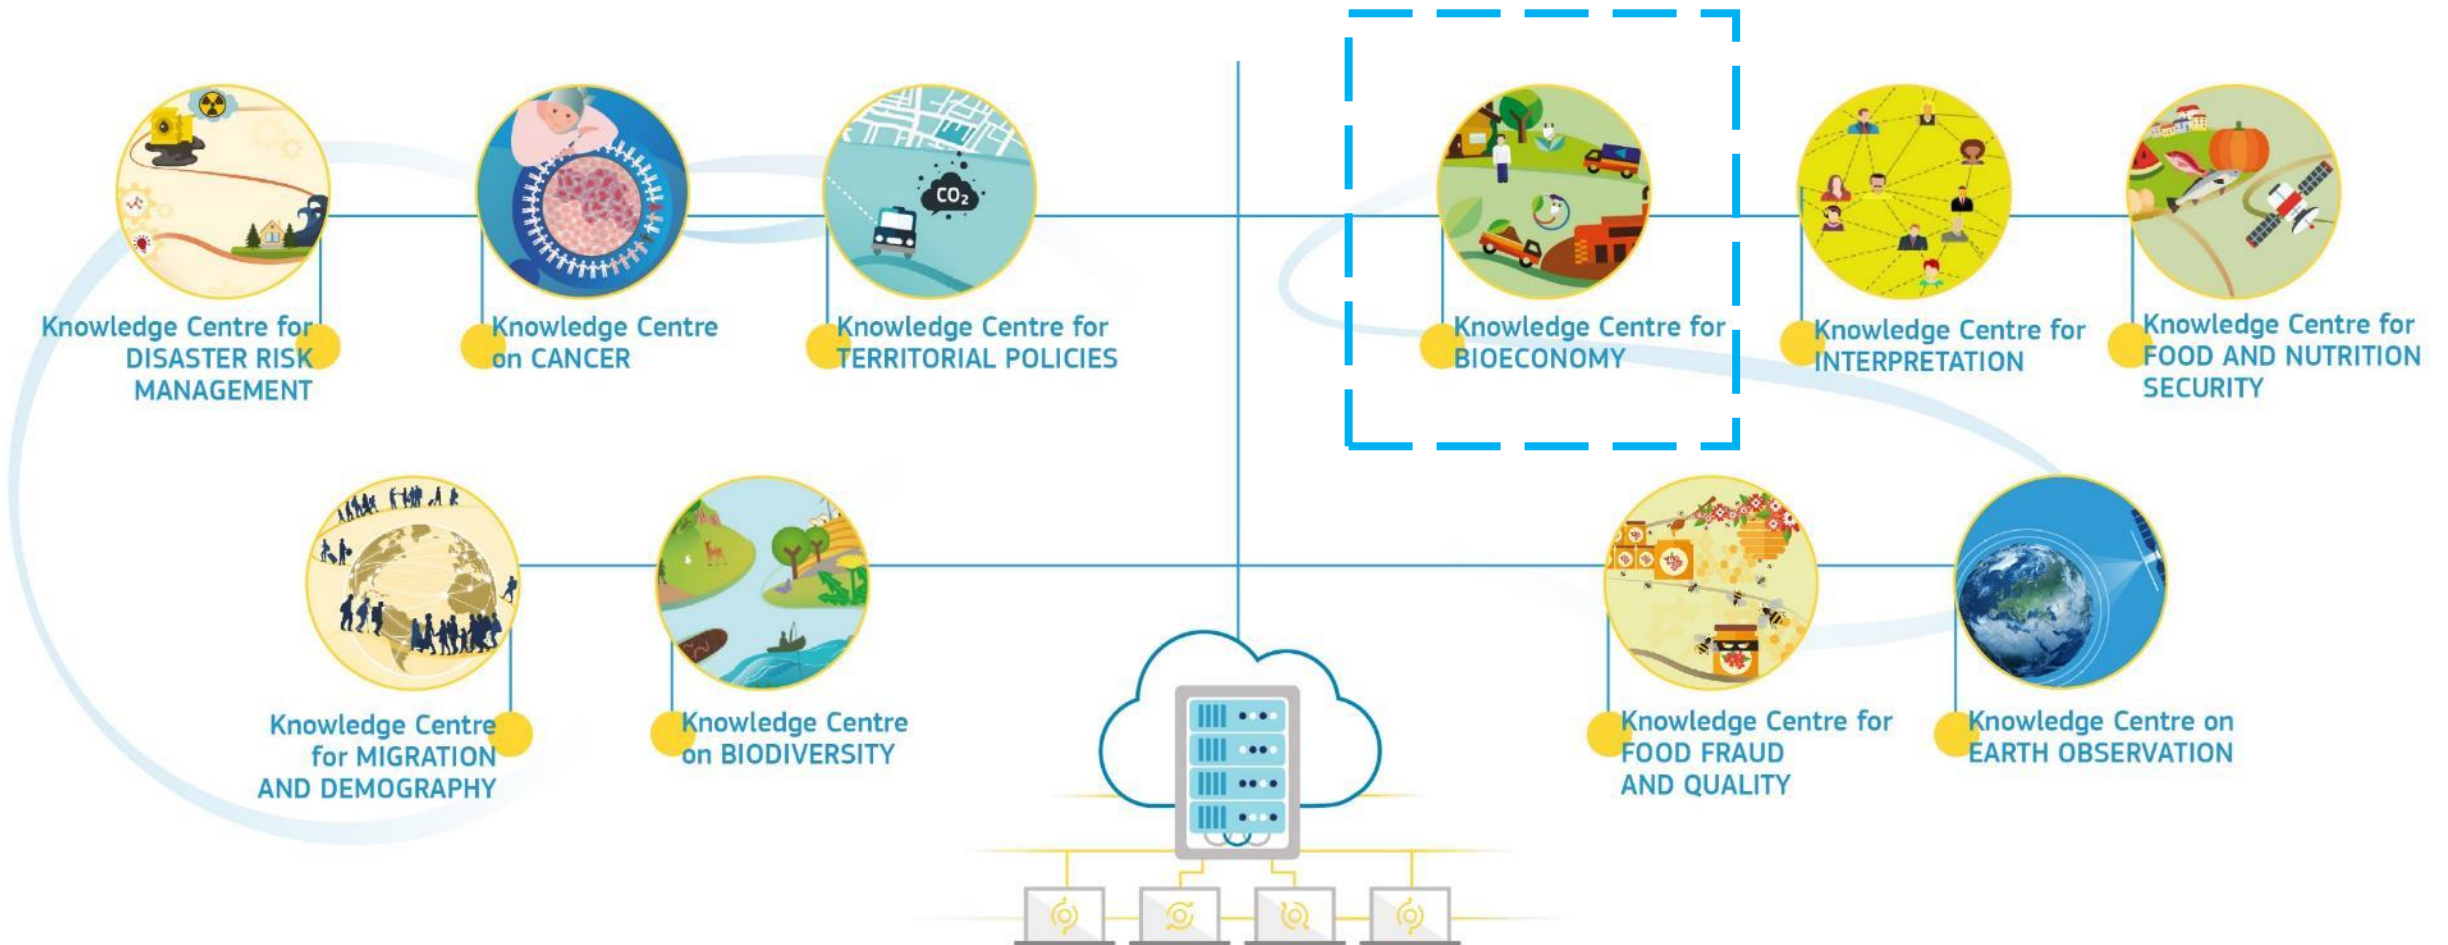 CO₂
Knowledge Centre for
DISASTER RISK
MANAGEMENT
Knowledge Centre
on CANCER
Knowledge Centre for
TERRITORIAL POLICIES
Knowledge Centre for
BIOECONOMY
Knowledge Centre for
INTERPRETATION
Knowledge Centre for
FOOD AND NUTRITION
SECURITY
Knowledge Centre
for MIGRATION
AND DEMOGRAPHY
Knowledge Centre
on BIODIVERSITY
Knowledge Centre for
FOOD FRAUD
AND QUALITY
Knowledge Centre on
EARTH OBSERVATION